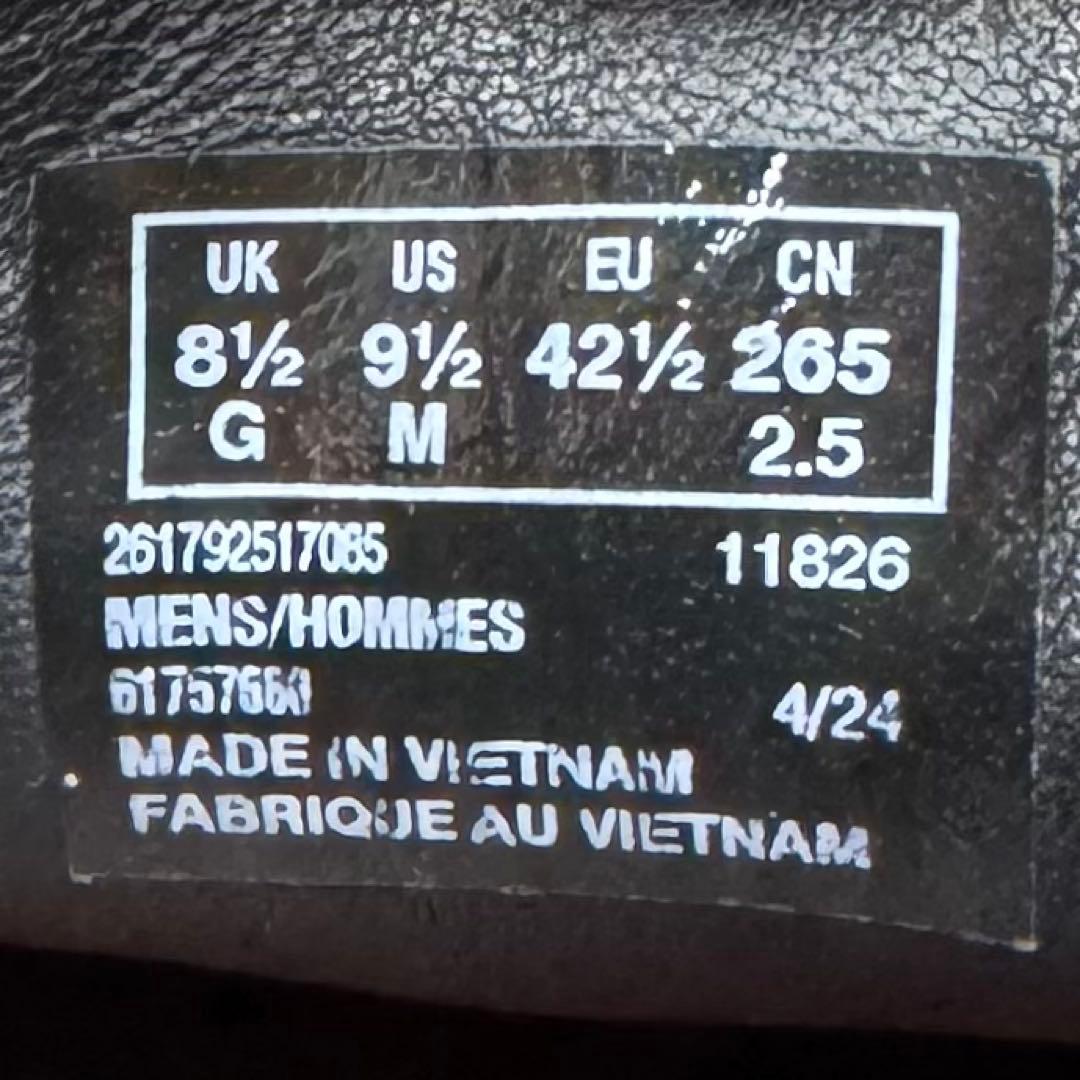 UK US EU CN
8½ 9½ 42½ 265
G M 2.5
261792517085 11826
MENS/HOMMES
4/24
MADE IN VIETNAM
FABRIQUE AU VIETNAM